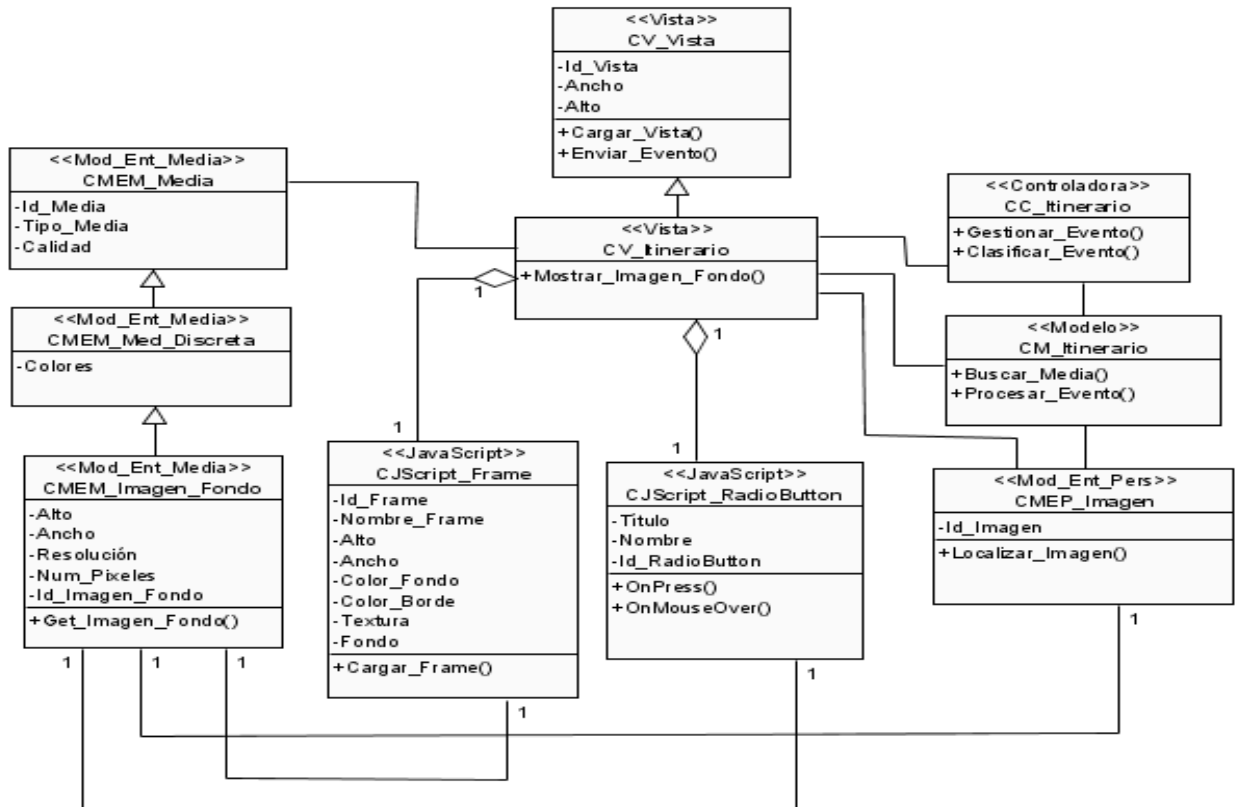 <<Vista>>
CV_Vista
-Id_Vista
-Ancho
-Alto
+Cargar_Vista()
+Enviar_Evento()
<<Mod_Ent_Media>>
CMEM_Media
-Id_Media
-Tipo_Media
-Calidad
<<Vista>>
CV_Itinerario
+Mostrar_Imagen_Fondo()
1
1
<<Controladora>>
CC_Itinerario
+Gestionar_Evento()
+Clasificar_Evento()
<<Mod_Ent_Media>>
CMEM_Med_Discreta
-Colores
<<Modelo>>
CM_Itinerario
+Buscar_Media()
+Procesar_Evento()
<<Mod_Ent_Media>>
CMEM_Imagen_Fondo
-Alto
-Ancho
-Resolución
-Num_Pixeles
-Id_Imagen_Fondo
+Get_Imagen_Fondo()
1 1 1
1
<<JavaScript>>
CJScript_Frame
-Id_Frame
-Nombre_Frame
-Alto
-Ancho
-Color_Fondo
-Color_Borde
-Textura
-Fondo
+Cargar_Frame()
1
1
<<JavaScript>>
CJScript_RadioButton
-Título
-Nombre
-Id_RadioButton
+OnPress()
+OnMouseOver()
1
<<Mod_Ent_Pers>>
CMEP_Imagen
-Id_Imagen
+Localizar_Imagen()
1